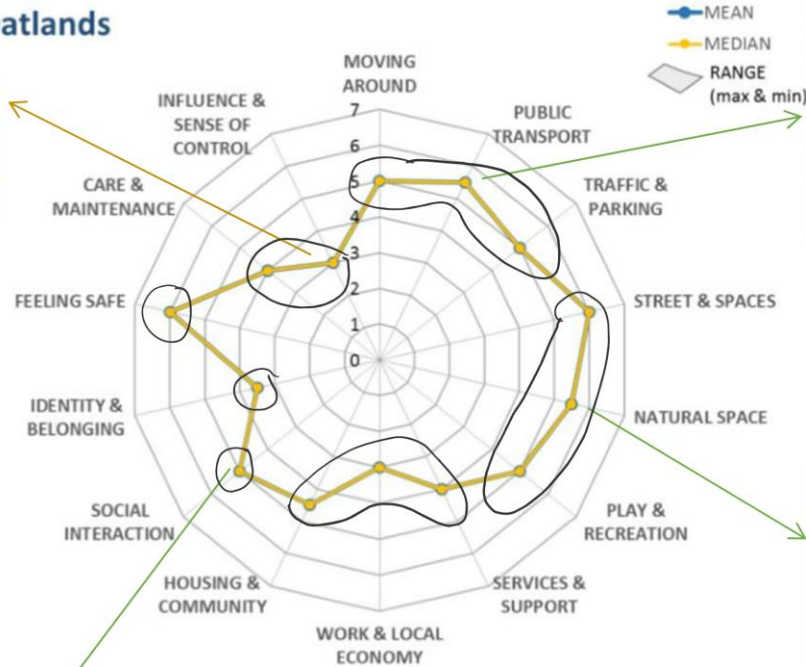 atlands
MEAN
MEDIAN
RANGE
(max & min)
MOVING
AROUND
PUBLIC
TRANSPORT
TRAFFIC &
PARKING
STREET & SPACES
NATURAL SPACE
PLAY &
RECREATION
SERVICES &
SUPPORT
WORK & LOCAL
ECONOMY
HOUSING &
COMMUNITY
SOCIAL
INTERACTION
IDENTITY &
BELONGING
FEELING SAFE
CARE &
MAINTENANCE
INFLUENCE &
SENSE OF
CONTROL
7
6
5
4
3
2
1
0